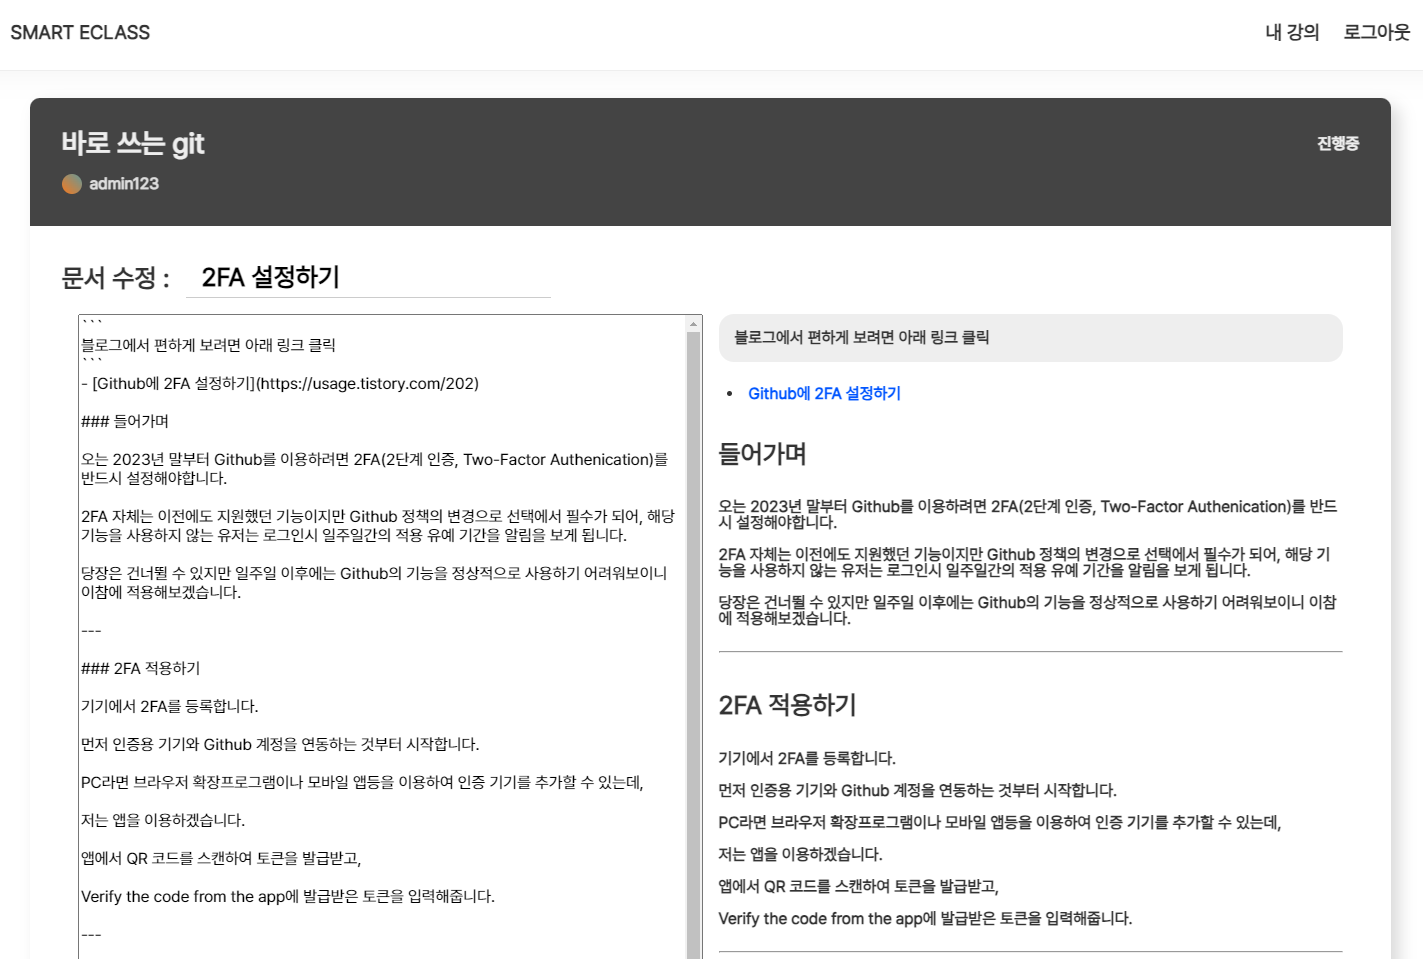 SMART ECLASS
내 강의
로그아웃
바로 쓰는 git
진행중
admin123
문서 수정 :
2FA 설정하기
```
블로그에서 편하게 보려면 아래 링크 클릭
```
- [Github에 2FA 설정하기](https://usage.tistory.com/202)
### 들어가며
오는 2023년 말부터 Github를 이용하려면 2FA(2단계 인증, Two-Factor Authenication)를
반드시 설정해야합니다.
2FA 자체는 이전에도 지원했던 기능이지만 Github 정책의 변경으로 선택에서 필수가 되어, 해당
기능을 사용하지 않는 유저는 로그인시 일주일간의 적용 유예 기간을 알림을 보게 됩니다.
당장은 건너뛸 수 있지만 일주일 이후에는 Github의 기능을 정상적으로 사용하기 어려워보이니
이참에 적용해보겠습니다.
---
### 2FA 적용하기
기기에서 2FA를 등록합니다.
먼저 인증용 기기와 Github 계정을 연동하는 것부터 시작합니다.
PC라면 브라우저 확장프로그램이나 모바일 앱등을 이용하여 인증 기기를 추가할 수 있는데,
저는 앱을 이용하겠습니다.
앱에서 QR 코드를 스캔하여 토큰을 발급받고,
Verify the code from the app에 발급받은 토큰을 입력해줍니다.
---
블로그에서 편하게 보려면 아래 링크 클릭
• Github에 2FA 설정하기
들어가며
오는 2023년 말부터 Github를 이용하려면 2FA(2단계 인증, Two-Factor Authenication)를 반드
시 설정해야합니다.
2FA 자체는 이전에도 지원했던 기능이지만 Github 정책의 변경으로 선택에서 필수가 되어, 해당 기
능을 사용하지 않는 유저는 로그인시 일주일간의 적용 유예 기간을 알림을 보게 됩니다.
당장은 건너뛸 수 있지만 일주일 이후에는 Github의 기능을 정상적으로 사용하기 어려워보이니 이참
에 적용해보겠습니다.
2FA 적용하기
기기에서 2FA를 등록합니다.
먼저 인증용 기기와 Github 계정을 연동하는 것부터 시작합니다.
PC라면 브라우저 확장프로그램이나 모바일 앱등을 이용하여 인증 기기를 추가할 수 있는데,
저는 앱을 이용하겠습니다.
앱에서 QR 코드를 스캔하여 토큰을 발급받고,
Verify the code from the app에 발급받은 토큰을 입력해줍니다.